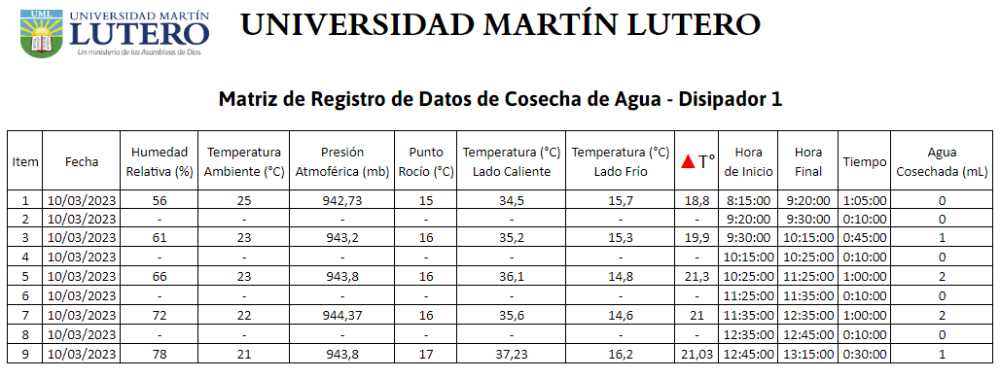 UML
UNIVERSIDAD MARTÍN
LUTERO
Un ministerio de las Asambleas de Dios
UNIVERSIDAD MARTÍN LUTERO
Matriz de Registro de Datos de Cosecha de Agua - Disipador 1
Item Fecha Humedad Relativa (%) Temperatura Ambiente (°C) Presión Atmoférica (mb) Punto Rocío (°C) Temperatura (°C) Lado Caliente Temperatura (°C) Lado Frío ▲T° Hora de Inicio Hora Final Tiempo Agua Cosechada (mL)
1 10/03/2023 56 25 942,73 15 34,5 15,7 18,8 8:15:00 9:20:00 1:05:00 0
2 10/03/2023 - - - - - - - 9:20:00 9:30:00 0:10:00 0
3 10/03/2023 61 23 943,2 16 35,2 15,3 19,9 9:30:00 10:15:00 0:45:00 1
4 10/03/2023 - - - - - - - 10:15:00 10:25:00 0:10:00 0
5 10/03/2023 66 23 943,8 16 36,1 14,8 21,3 10:25:00 11:25:00 1:00:00 2
6 10/03/2023 - - - - - - - 11:25:00 11:35:00 0:10:00 0
7 10/03/2023 72 22 944,37 16 35,6 14,6 21 11:35:00 12:35:00 1:00:00 2
8 10/03/2023 - - - - - - - 12:35:00 12:45:00 0:10:00 0
9 10/03/2023 78 21 943,8 17 37,23 16,2 21,03 12:45:00 13:15:00 0:30:00 1